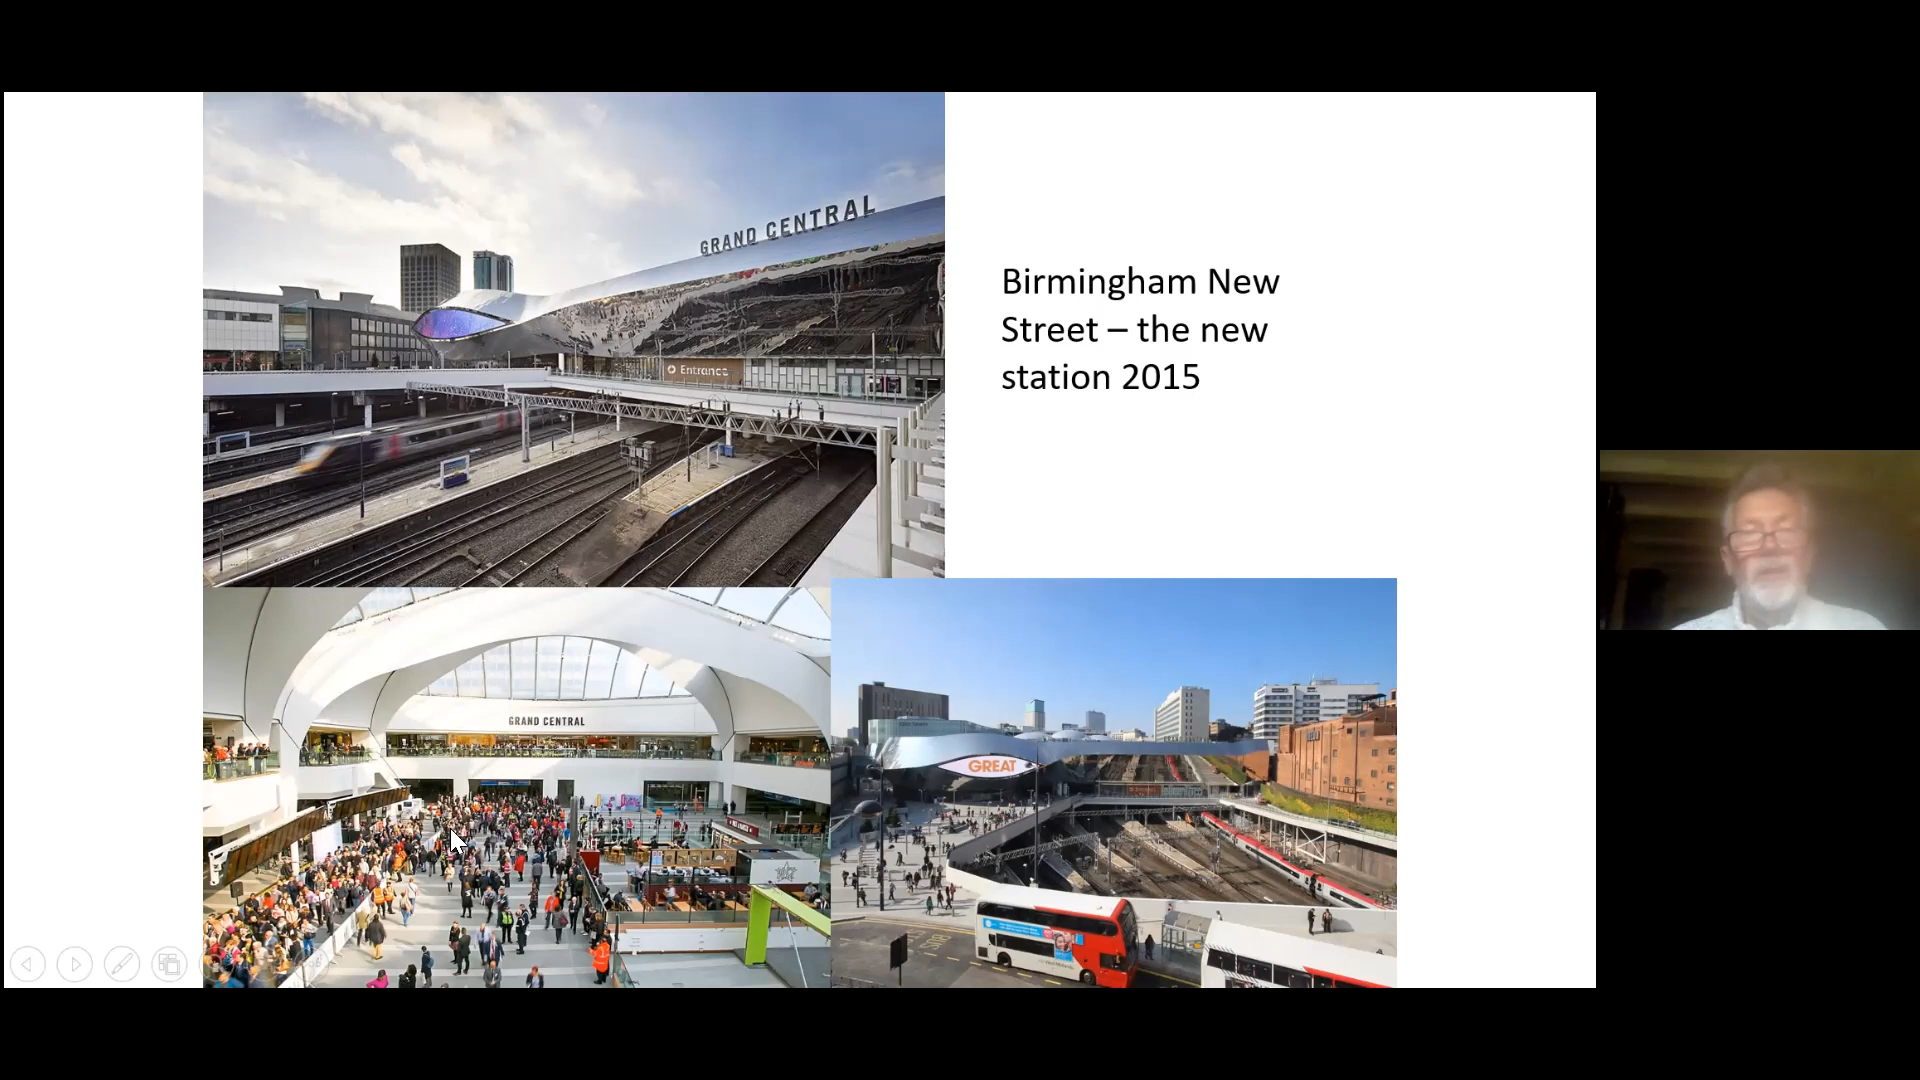 GRAND CENTRAL
Entrance
Birmingham New
Street – the new
station 2015
GRAND CENTRAL
GREAT